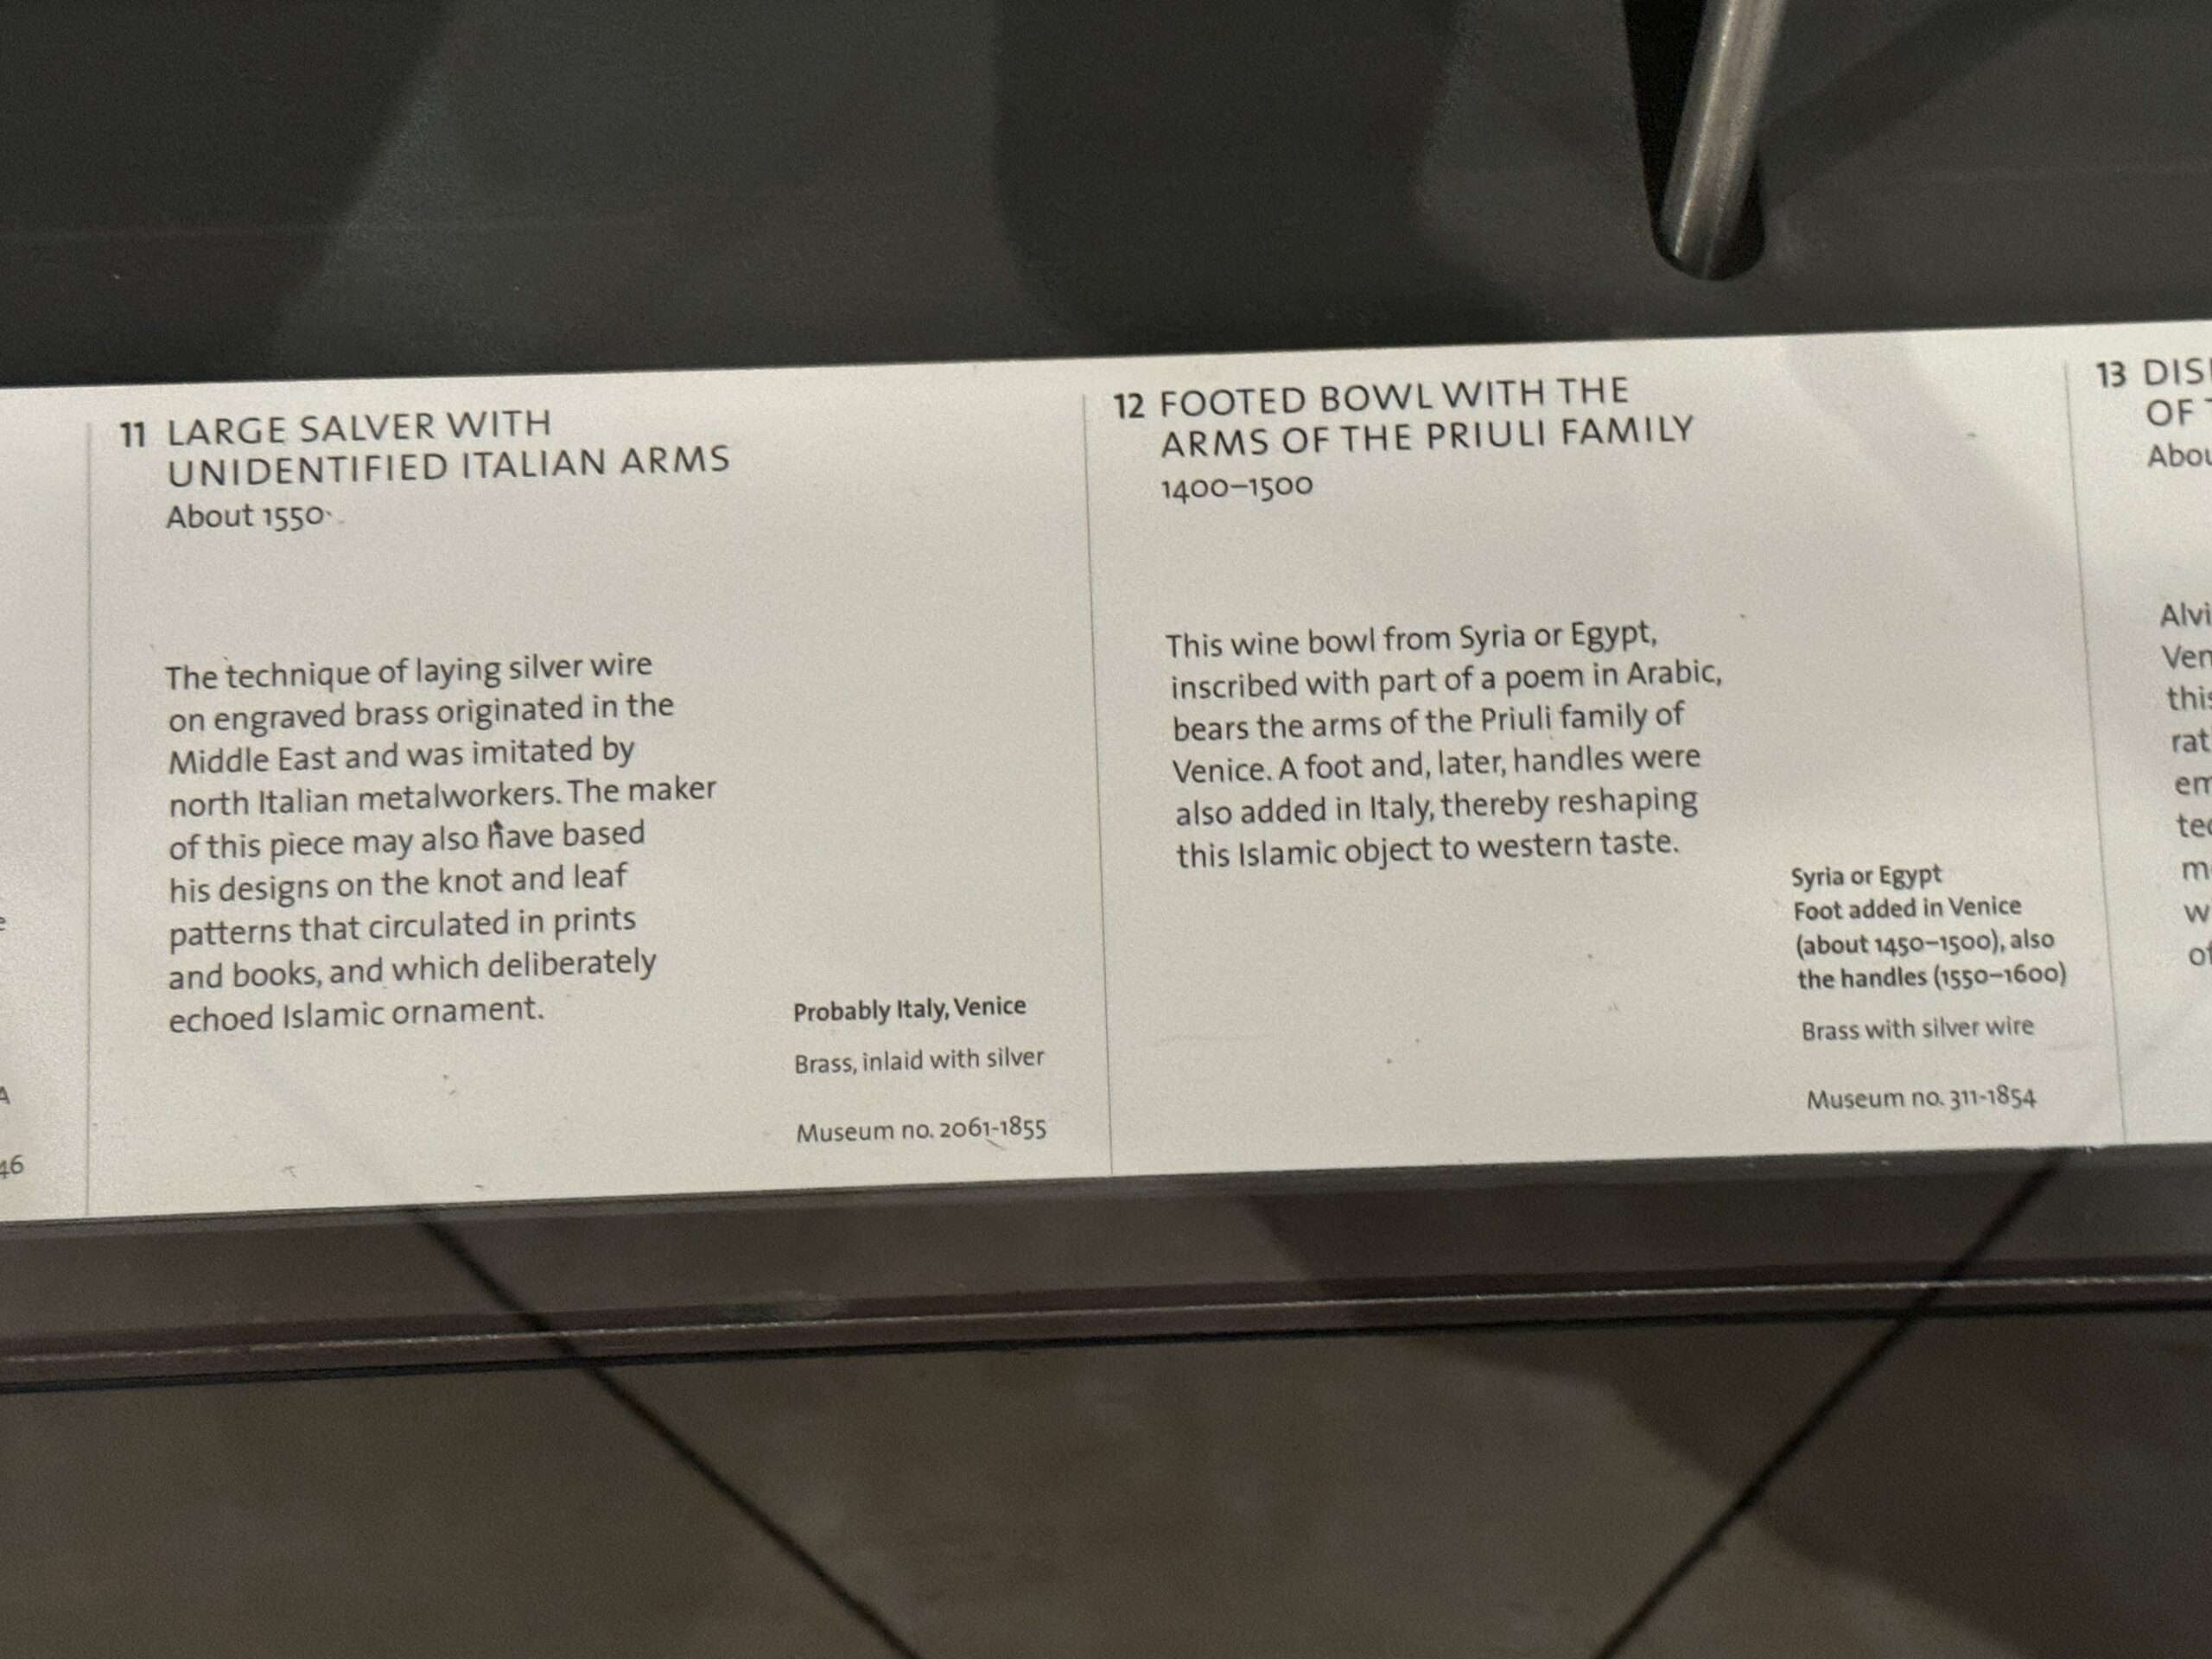 11 LARGE SALVER WITH
UNIDENTIFIED ITALIAN ARMS
About 1550
The technique of laying silver wire
on engraved brass originated in the
Middle East and was imitated by
north Italian metalworkers. The maker
of this piece may also have based
his designs on the knot and leaf
patterns that circulated in prints
and books, and which deliberately
echoed Islamic ornament.
Probably Italy, Venice
Brass, inlaid with silver
Museum no. 2061-1855
12 FOOTED BOWL WITH THE
ARMS OF THE PRIULI FAMILY
1400–1500
This wine bowl from Syria or Egypt,
inscribed with part of a poem in Arabic,
bears the arms of the Priuli family of
Venice. A foot and, later, handles were
also added in Italy, thereby reshaping
this Islamic object to western taste.
Syria or Egypt
Foot added in Venice
(about 1450–1500), also
the handles (1550–1600)
Brass with silver wire
Museum no. 311-1854
13
OF